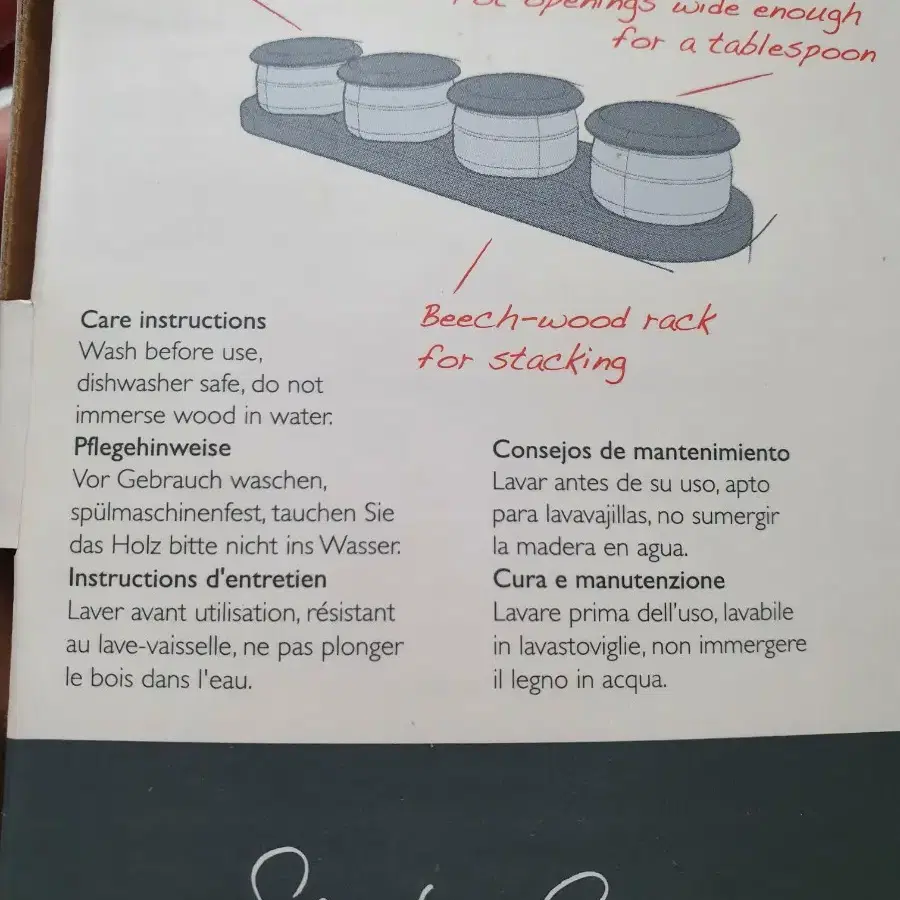 openings wide enough
for a tablespoon
Beech-wood rack
for stacking
Care instructions
Wash before use,
dishwasher safe, do not
immerse wood in water.
Pflegehinweise
Vor Gebrauch waschen,
spülmaschinenfest, tauchen Sie
das Holz bitte nicht ins Wasser.
Instructions d'entretien
Laver avant utilisation, résistant
au lave-vaisselle, ne pas plonger
le bois dans l'eau.
Consejos de mantenimiento
Lavar antes de su uso, apto
para lavavajillas, no sumergir
la madera en agua.
Cura e manutenzione
Lavare prima dell'uso, lavabile
in lavastoviglie, non immergere
il legno in acqua.